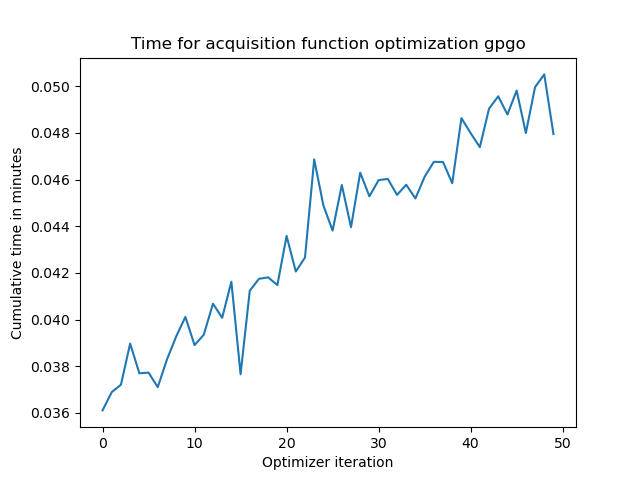 Time for acquisition function optimization gpgo
0.050
0.048
0.046
0.044
0.042
0.040
0.038
0.036
Cumulative time in minutes
0 10 20 30 40 50
Optimizer iteration